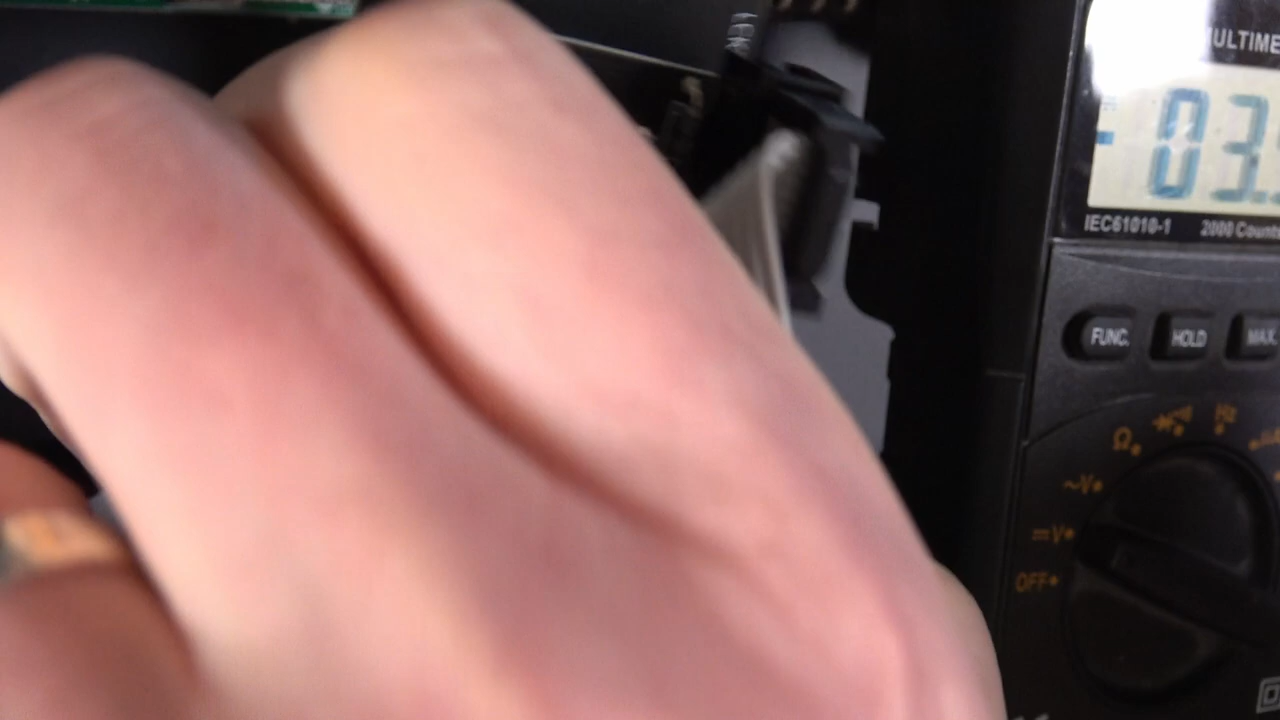 ULTIME
- 03.
IEC61010-1 2000 Counts
FUNC. HOLD MAX
Ω Hz
~V
⎓V
OFF